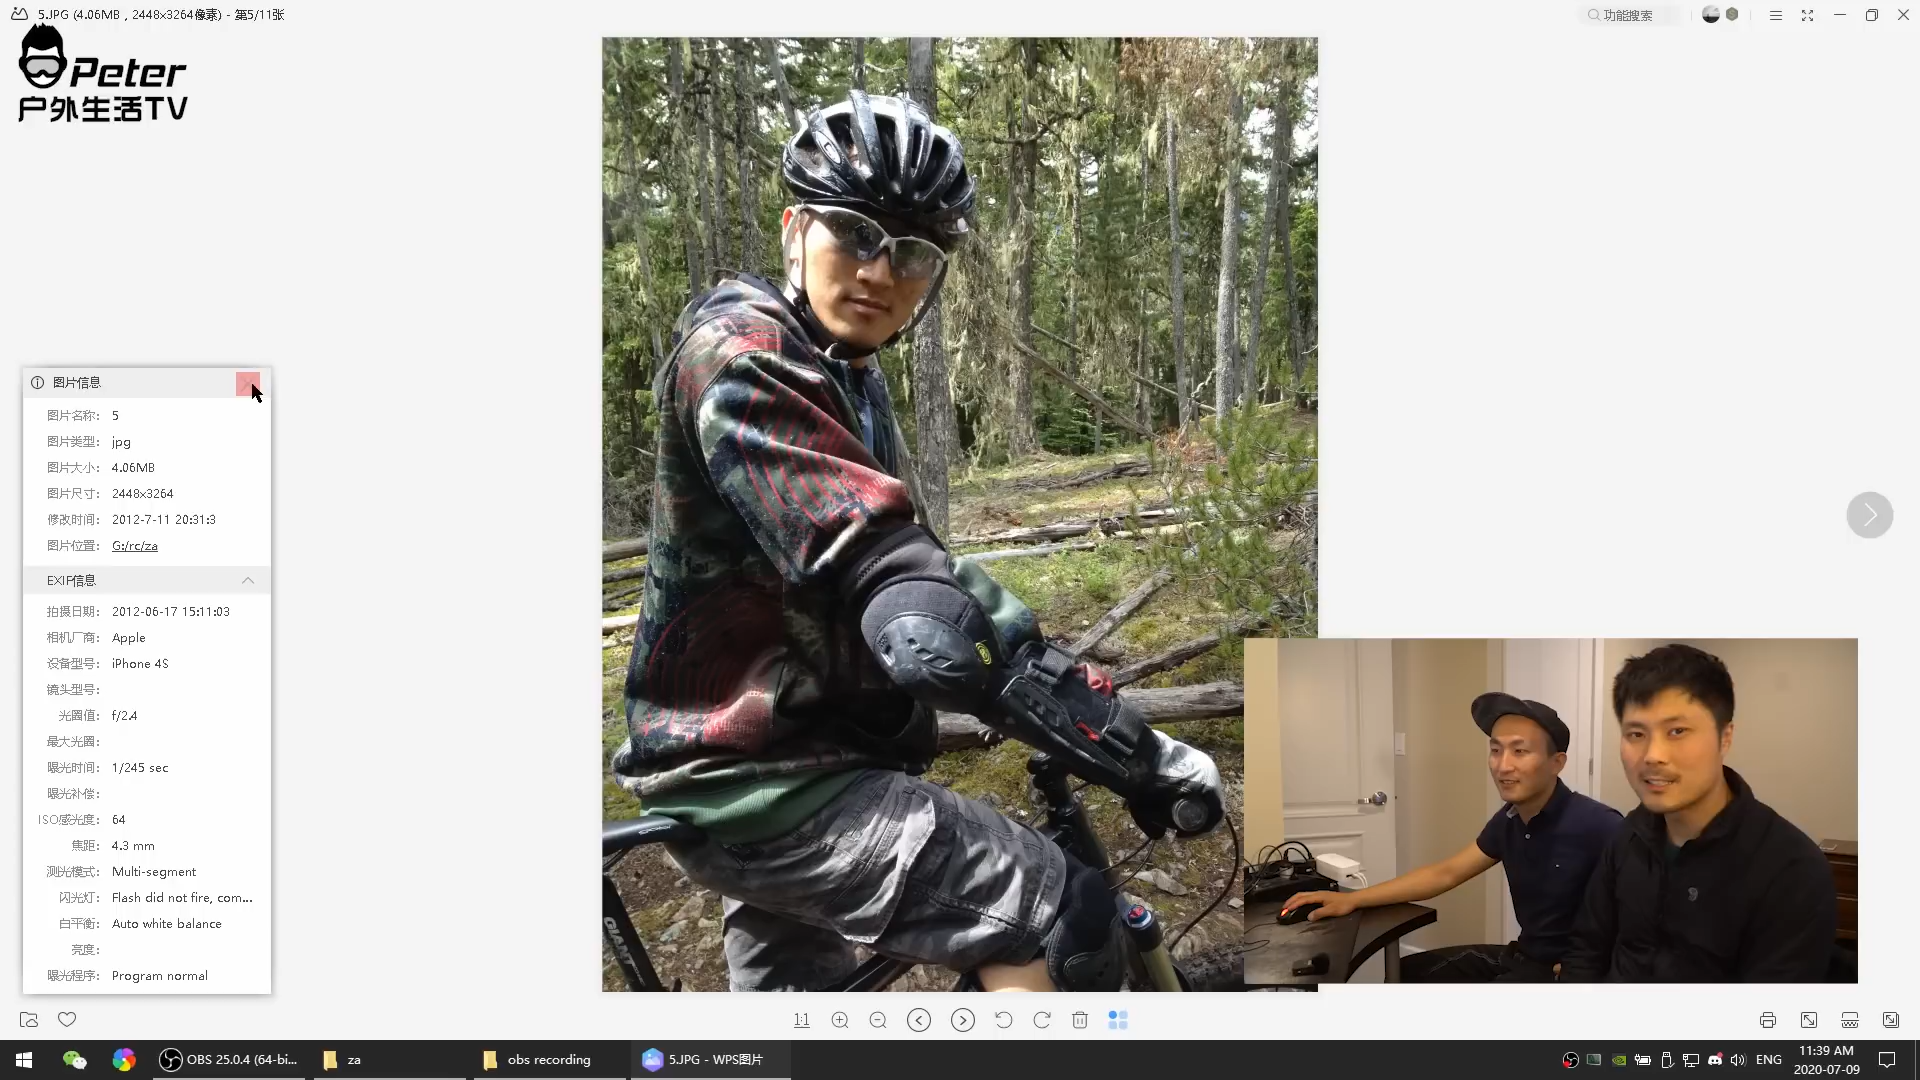 5.JPG (4.06MB , 2448x3264像素) - 第5/11张
功能搜索
Peter
户外生活TV
图片信息
图片名称: 5
图片类型: jpg
图片大小: 4.06MB
图片尺寸: 2448x3264
修改时间: 2012-7-11 20:31:3
图片位置: G:/rc/za
EXIF信息
拍摄日期: 2012-06-17 15:11:03
相机厂商: Apple
设备型号: iPhone 4S
镜头型号:
光圈值: f/2.4
最大光圈:
曝光时间: 1/245 sec
曝光补偿:
ISO感光度: 64
焦距: 4.3 mm
测光模式: Multi-segment
闪光灯: Flash did not fire, com...
白平衡: Auto white balance
亮度:
曝光程序: Program normal
GIANT
1:1
OBS 25.0.4 (64-bi...
za
obs recording
5.JPG - WPS图片
ENG
11:39 AM
2020-07-09